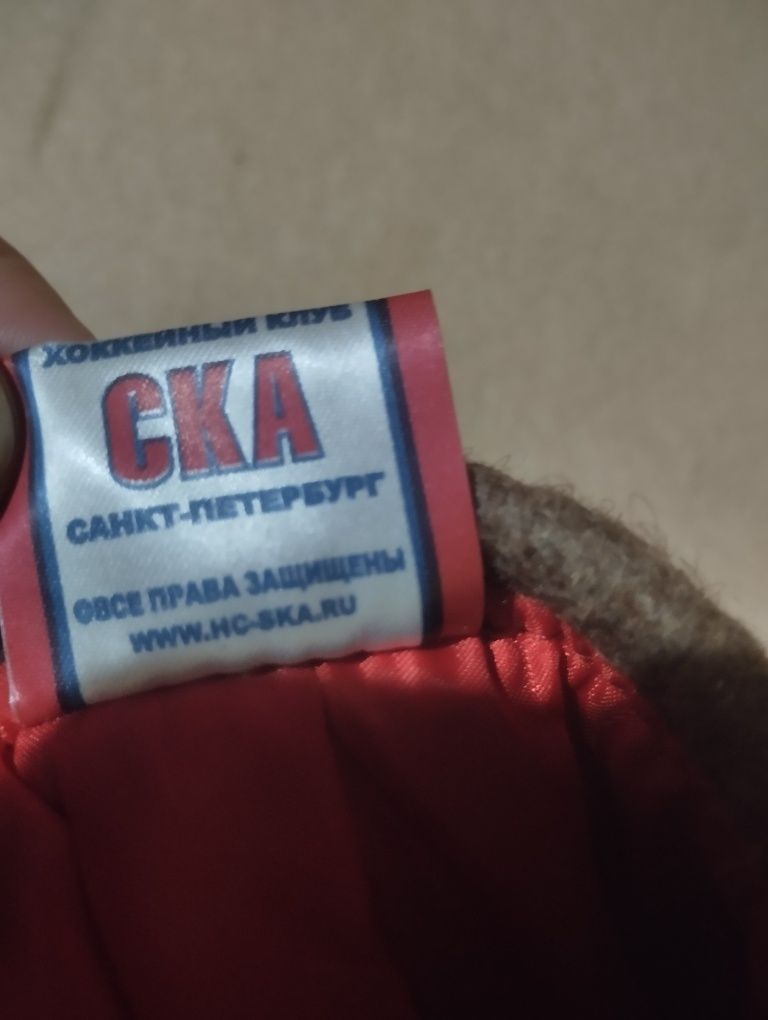 ХОККЕЙНЫЙ КЛУБ
СКА
САНКТ-ПЕТЕРБУРГ
©ВСЕ ПРАВА ЗАЩИЩЕНЫ
WWW.HC-SKA.RU